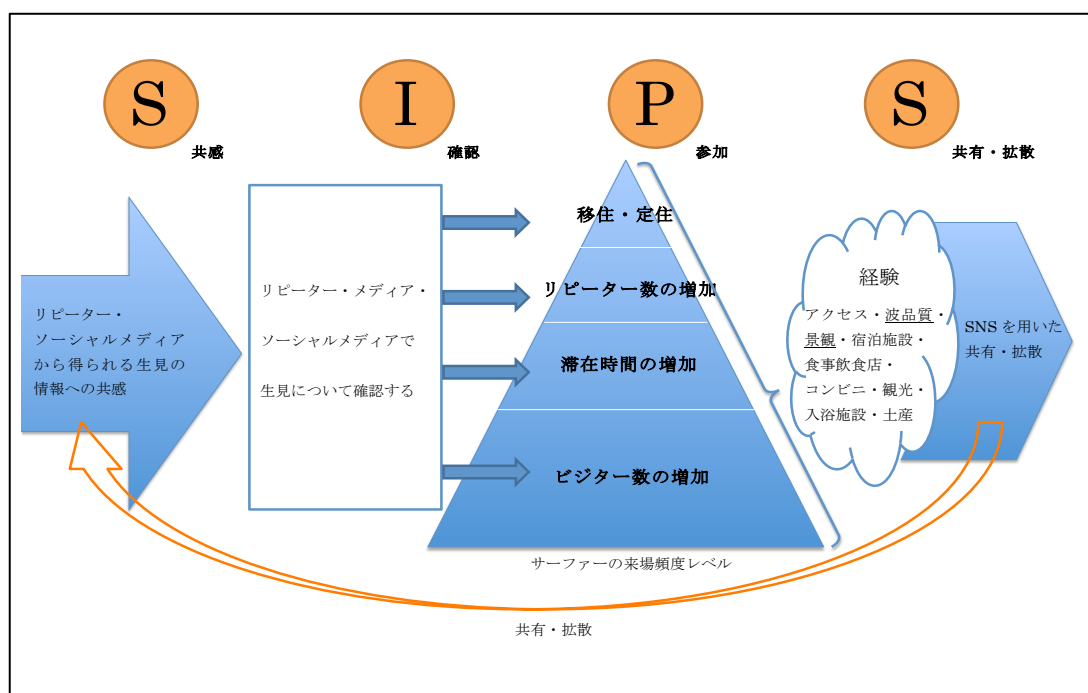 S
共感
I
確認
P
参加
S
共有・拡散
リピーター・
ソーシャルメディア
から得られる生見の
情報への共感
リピーター・メディア・
ソーシャルメディアで
生見について確認する
移住・定住
リピーター数の増加
滞在時間の増加
ビジター数の増加
サーファーの来場頻度レベル
経験
アクセス・波品質・
景観・宿泊施設・
食事飲食店・
コンビニ・観光・
入浴施設・土産
SNSを用いた
共有・拡散
共有・拡散